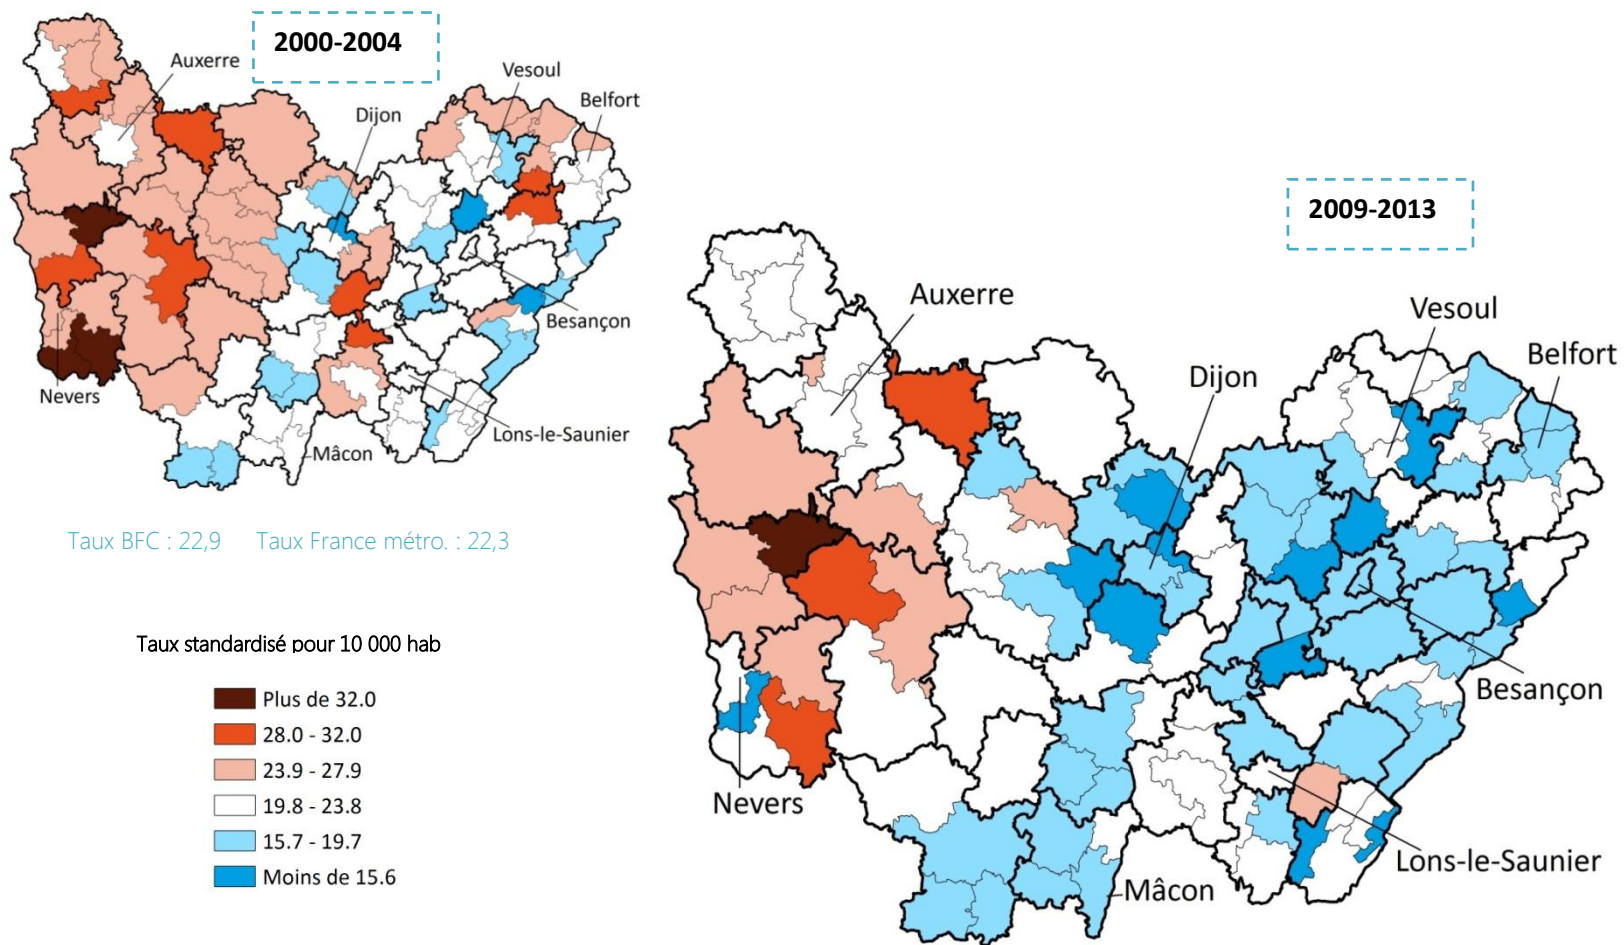 2000-2004
Auxerre
Vesoul
Belfort
Dijon
Besançon
Nevers
Lons-le-Saunier
Mâcon
Taux BFC : 22,9 Taux France métro. : 22,3
Taux standardisé pour 10 000 hab
Plus de 32.0
28.0 - 32.0
23.9 - 27.9
19.8 - 23.8
15.7 - 19.7
Moins de 15.6
2009-2013
Auxerre
Vesoul
Belfort
Dijon
Besançon
Nevers
Lons-le-Saunier
Mâcon